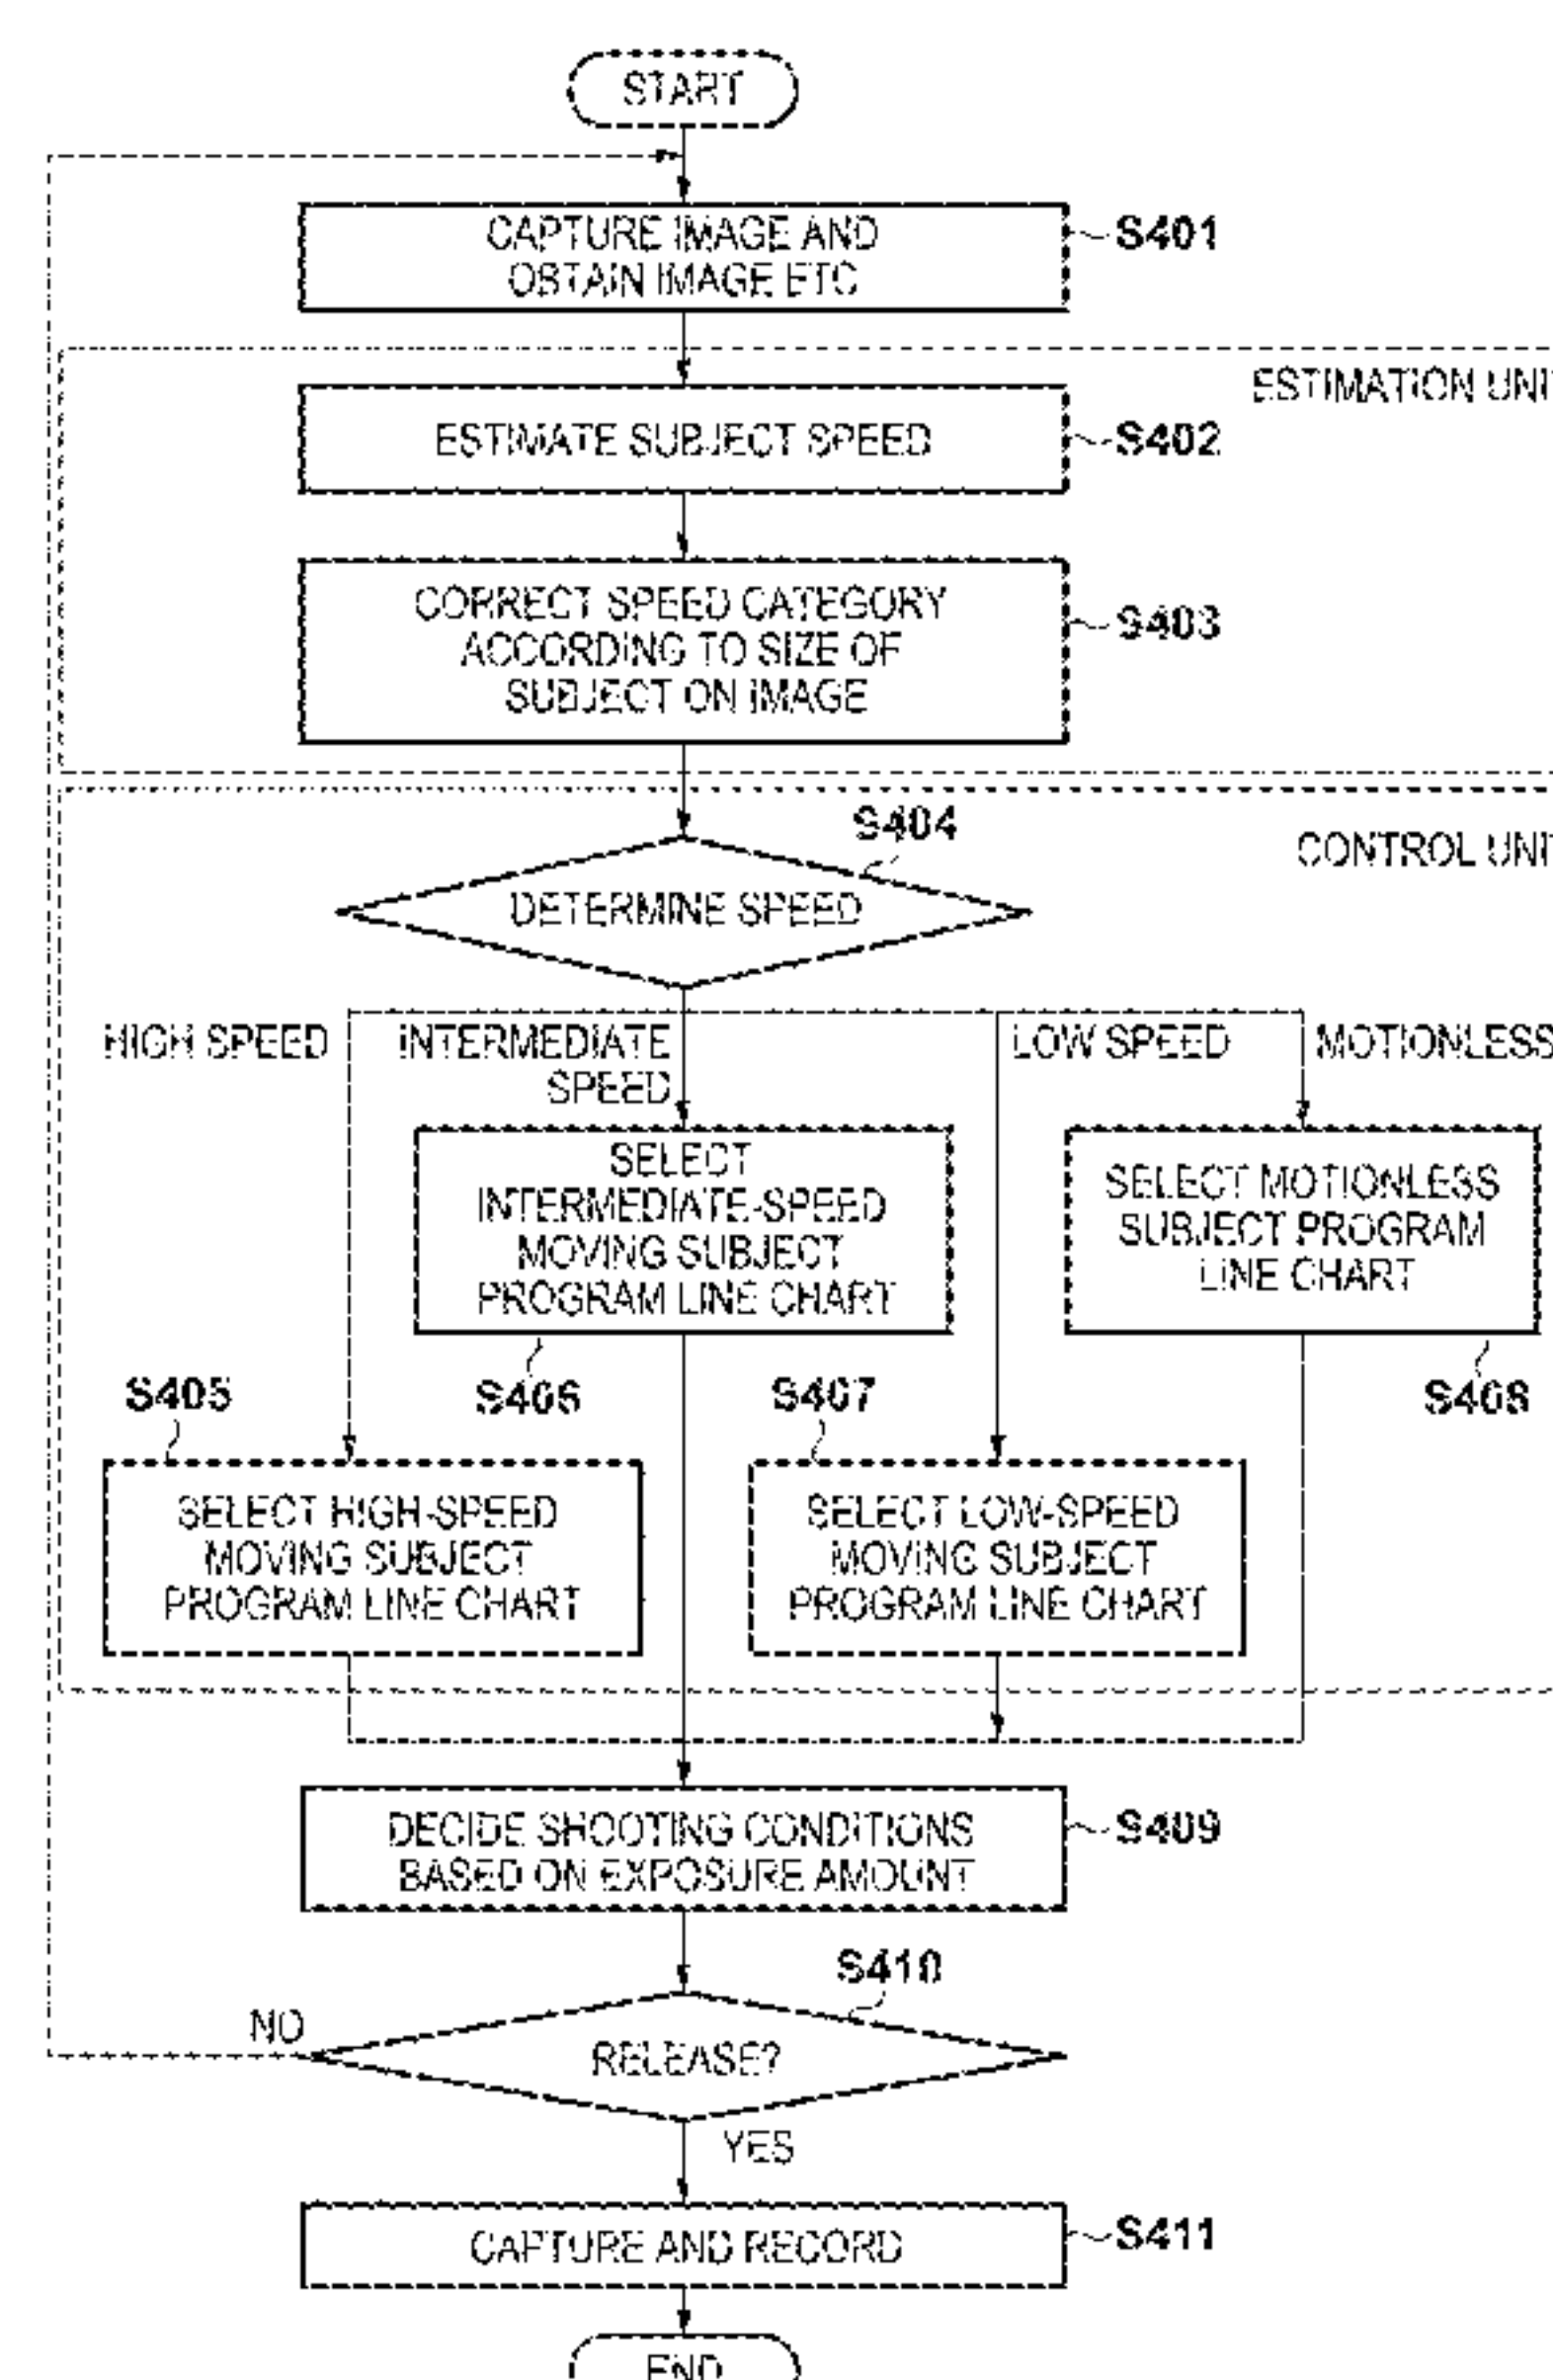 START
CAPTURE IMAGE AND
OBTAIN IMAGE ETC
S401
ESTIMATION UNI
ESTIMATE SUBJECT SPEED
S402
CORRECT SPEED CATEGORY
ACCORDING TO SIZE OF
SUBJECT ON IMAGE
S403
S404
CONTROL UNI
DETERMINE SPEED
HIGH SPEED
INTERMEDIATE
SPEED
LOW SPEED
MOTIONLESS
SELECT
INTERMEDIATE-SPEED
MOVING SUBJECT
PROGRAM LINE CHART
SELECT MOTIONLESS
SUBJECT PROGRAM
LINE CHART
S405
S406
S407
S408
SELECT HIGH-SPEED
MOVING SUBJECT
PROGRAM LINE CHART
SELECT LOW-SPEED
MOVING SUBJECT
PROGRAM LINE CHART
DECIDE SHOOTING CONDITIONS
BASED ON EXPOSURE AMOUNT
S409
S410
NO
RELEASE?
YES
CAPTURE AND RECORD
S411
END